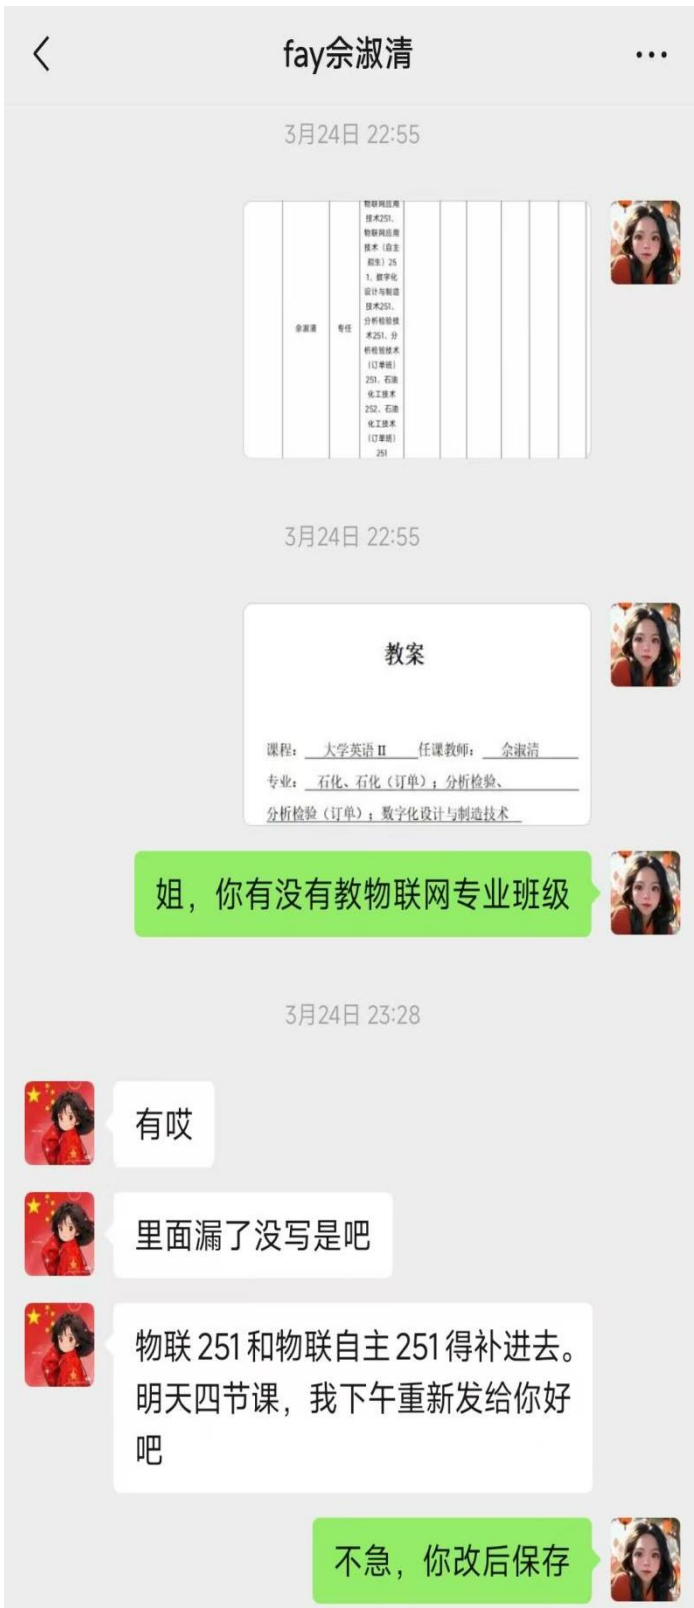 fay佘淑清
3月24日 22:55
物联网应用
技术251、
物联网应用
技术（自主
招生）25
1、数字化
设计与制造
技术251、
佘淑清 专任 分析检验技
术251、分
析检验技术
（订单班）
251、石油
化工技术
252、石油
化工技术
（订单班）
251
3月24日 22:55
教案
课程： 大学英语 II 任课教师： 佘淑清
专业： 石化、石化（订单）；分析检验、
分析检验（订单）；数字化设计与制造技术
姐，你有没有教物联网专业班级
3月24日 23:28
有哎
里面漏了没写是吧
物联251和物联自主251得补进去。
明天四节课，我下午重新发给你好
吧
不急，你改后保存